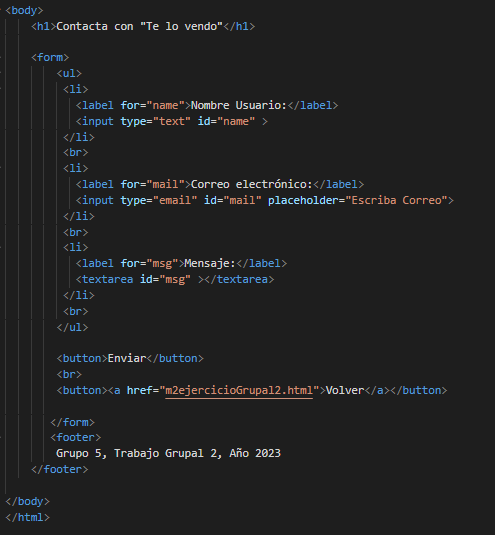 <body>
<h1>Contacta con "Te lo vendo"</h1>
<form>
<ul>
<li>
<label for="name">Nombre Usuario:</label>
<input type="text" id="name" >
</li>
<br>
<li>
<label for="mail">Correo electrónico:</label>
<input type="email" id="mail" placeholder="Escriba Correo">
</li>
<br>
<li>
<label for="msg">Mensaje:</label>
<textarea id="msg" ></textarea>
</li>
<br>
</ul>
<button>Enviar</button>
<br>
<button><a href="m2ejercicioGrupal2.html">Volver</a></button>
</form>
<footer>
Grupo 5, Trabajo Grupal 2, Año 2023
</footer>
</body>
</html>